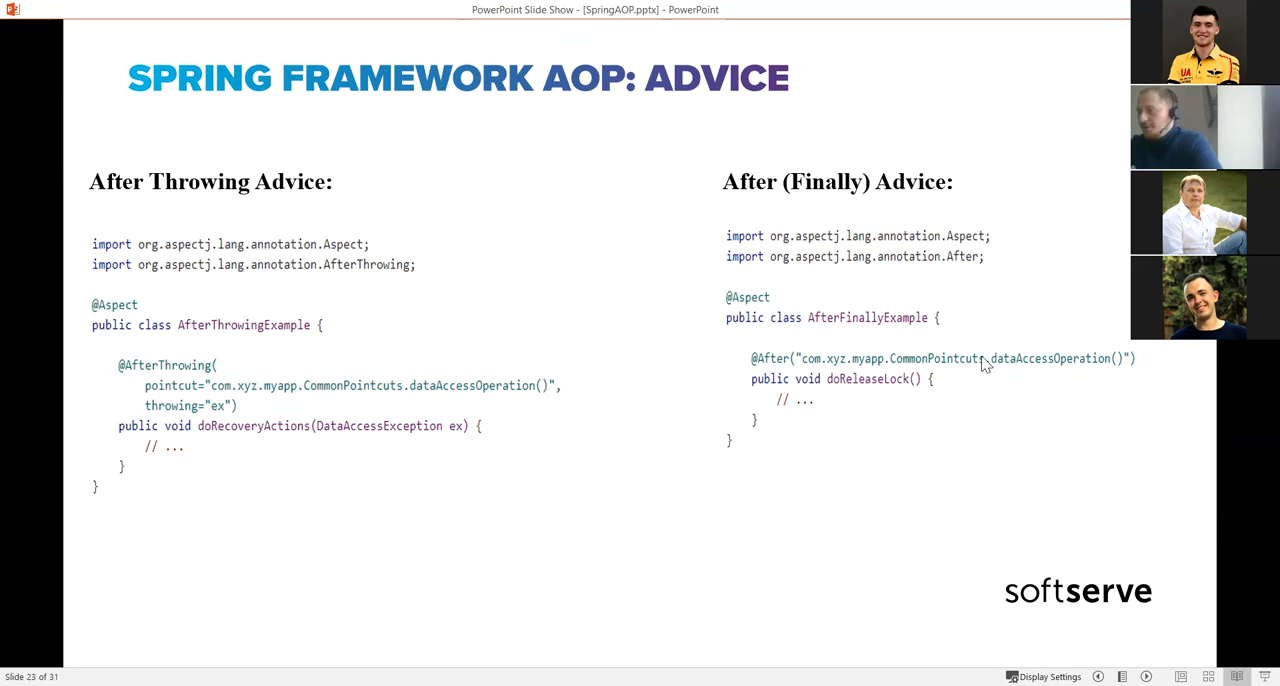 PowerPoint Slide Show - [SpringAOP.pptx] - PowerPoint
SPRING FRAMEWORK AOP: ADVICE
After Throwing Advice:
import org.aspectj.lang.annotation.Aspect;
import org.aspectj.lang.annotation.AfterThrowing;
@Aspect
public class AfterThrowingExample {
@AfterThrowing(
pointcut="com.xyz.myapp.CommonPointcuts.dataAccessOperation()",
throwing="ex")
public void doRecoveryActions(DataAccessException ex) {
// ...
}
}
After (Finally) Advice:
import org.aspectj.lang.annotation.Aspect;
import org.aspectj.lang.annotation.After;
@Aspect
public class AfterFinallyExample {
@After("com.xyz.myapp.CommonPointcuts.dataAccessOperation()")
public void doReleaseLock() {
// ...
}
}
UA
softserve
Slide 23 of 31
Display Settings